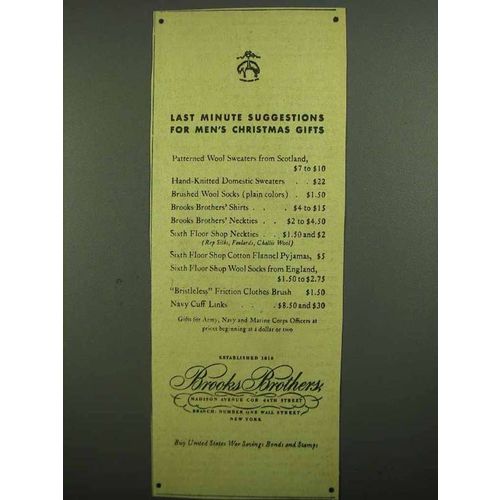 LAST MINUTE SUGGESTIONS
FOR MEN'S CHRISTMAS GIFTS
Patterned Wool Sweaters from Scotland,
$7 to $10
Hand-Knitted Domestic Sweaters . . $22
Brushed Wool Socks (plain colors) . $1.50
Brooks Brothers' Shirts . . $4 to $15
Brooks Brothers' Neckties . . $2 to $4.50
Sixth Floor Shop Neckties . . $1.50 and $2
(Rep Silks, Foulards, Challis Wool)
Sixth Floor Shop Cotton Flannel Pyjamas, $5
Sixth Floor Shop Wool Socks from England,
$1.50 to $2.75
"Bristleless" Friction Clothes Brush $1.50
Navy Cuff Links . . . $8.50 and $30
Gifts for Army, Navy and Marine Corps Officers at
prices beginning at a dollar or two
ESTABLISHED 1818
Brooks Brothers,
MADISON AVENUE COR. 44TH STREET
BRANCH: NUMBER ONE WALL STREET
NEW YORK
Buy United States War Savings Bonds and Stamps